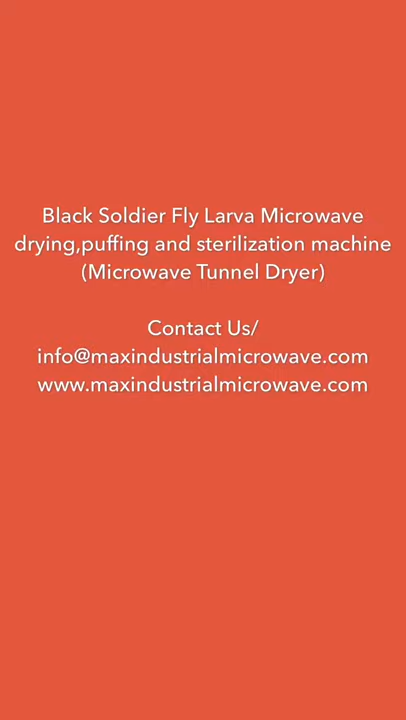 Black Soldier Fly Larva Microwave
drying,puffing and sterilization machine
(Microwave Tunnel Dryer)
Contact Us/
info@maxindustrialmicrowave.com
www.maxindustrialmicrowave.com